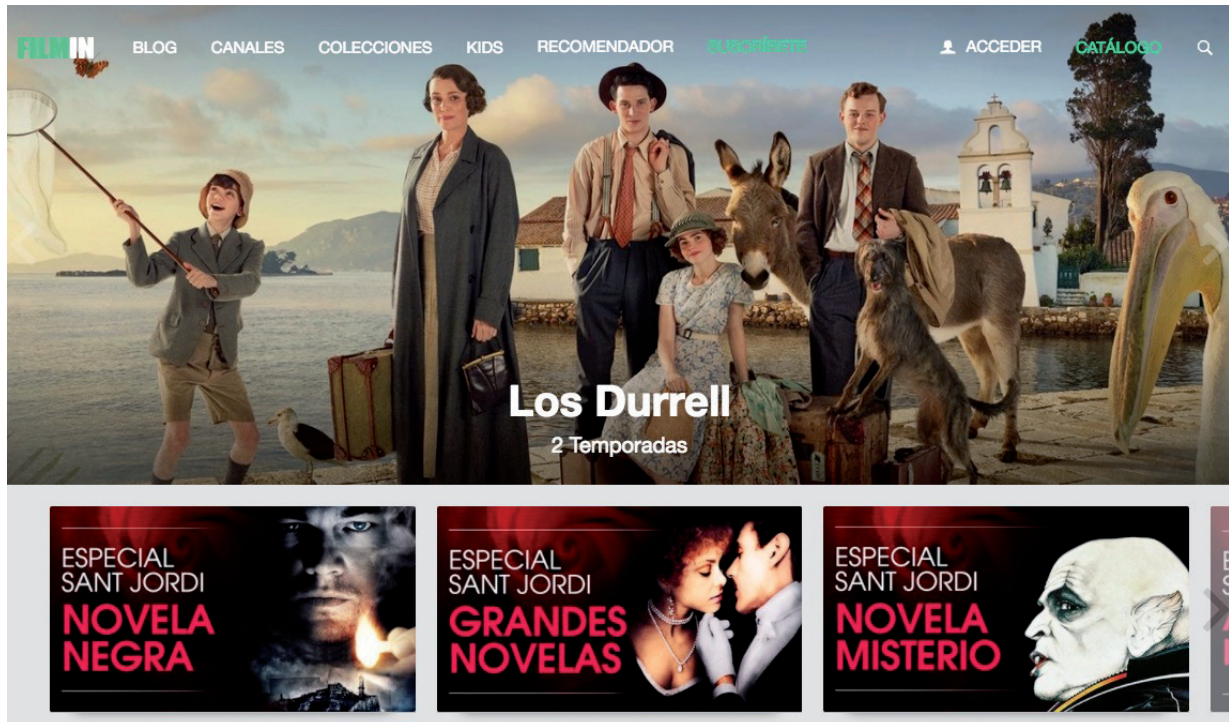 FILMIN
BLOG CANALES COLECCIONES KIDS RECOMENDADOR SUSCRÍBETE ACCEDER CATÁLOGO
Los Durrell
2 Temporadas
ESPECIAL
SANT JORDI
NOVELA
NEGRA
ESPECIAL
SANT JORDI
GRANDES
NOVELAS
ESPECIAL
SANT JORDI
NOVELA
MISTERIO